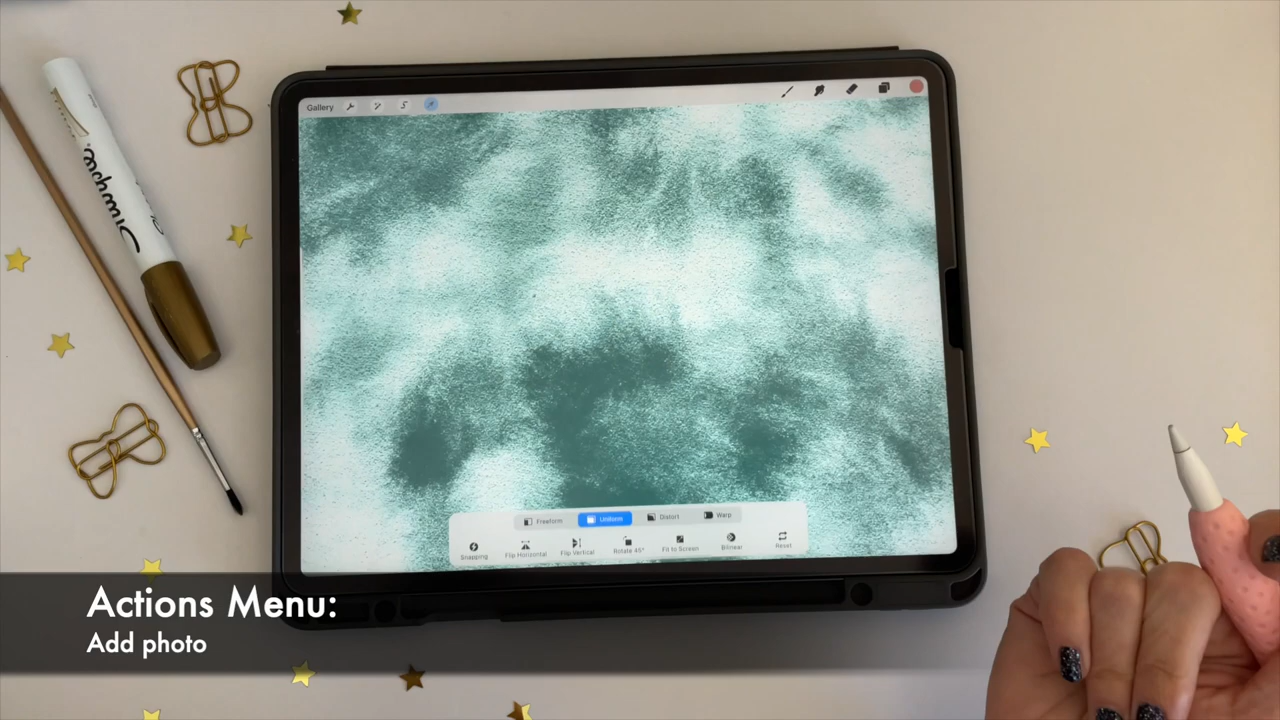 Gallery
Freeform
Uniform
Distort
Warp
Snapping
Flip Horizontal
Flip Vertical
Rotate 45°
Fit to Screen
Bilinear
Reset
Actions Menu:
Add photo